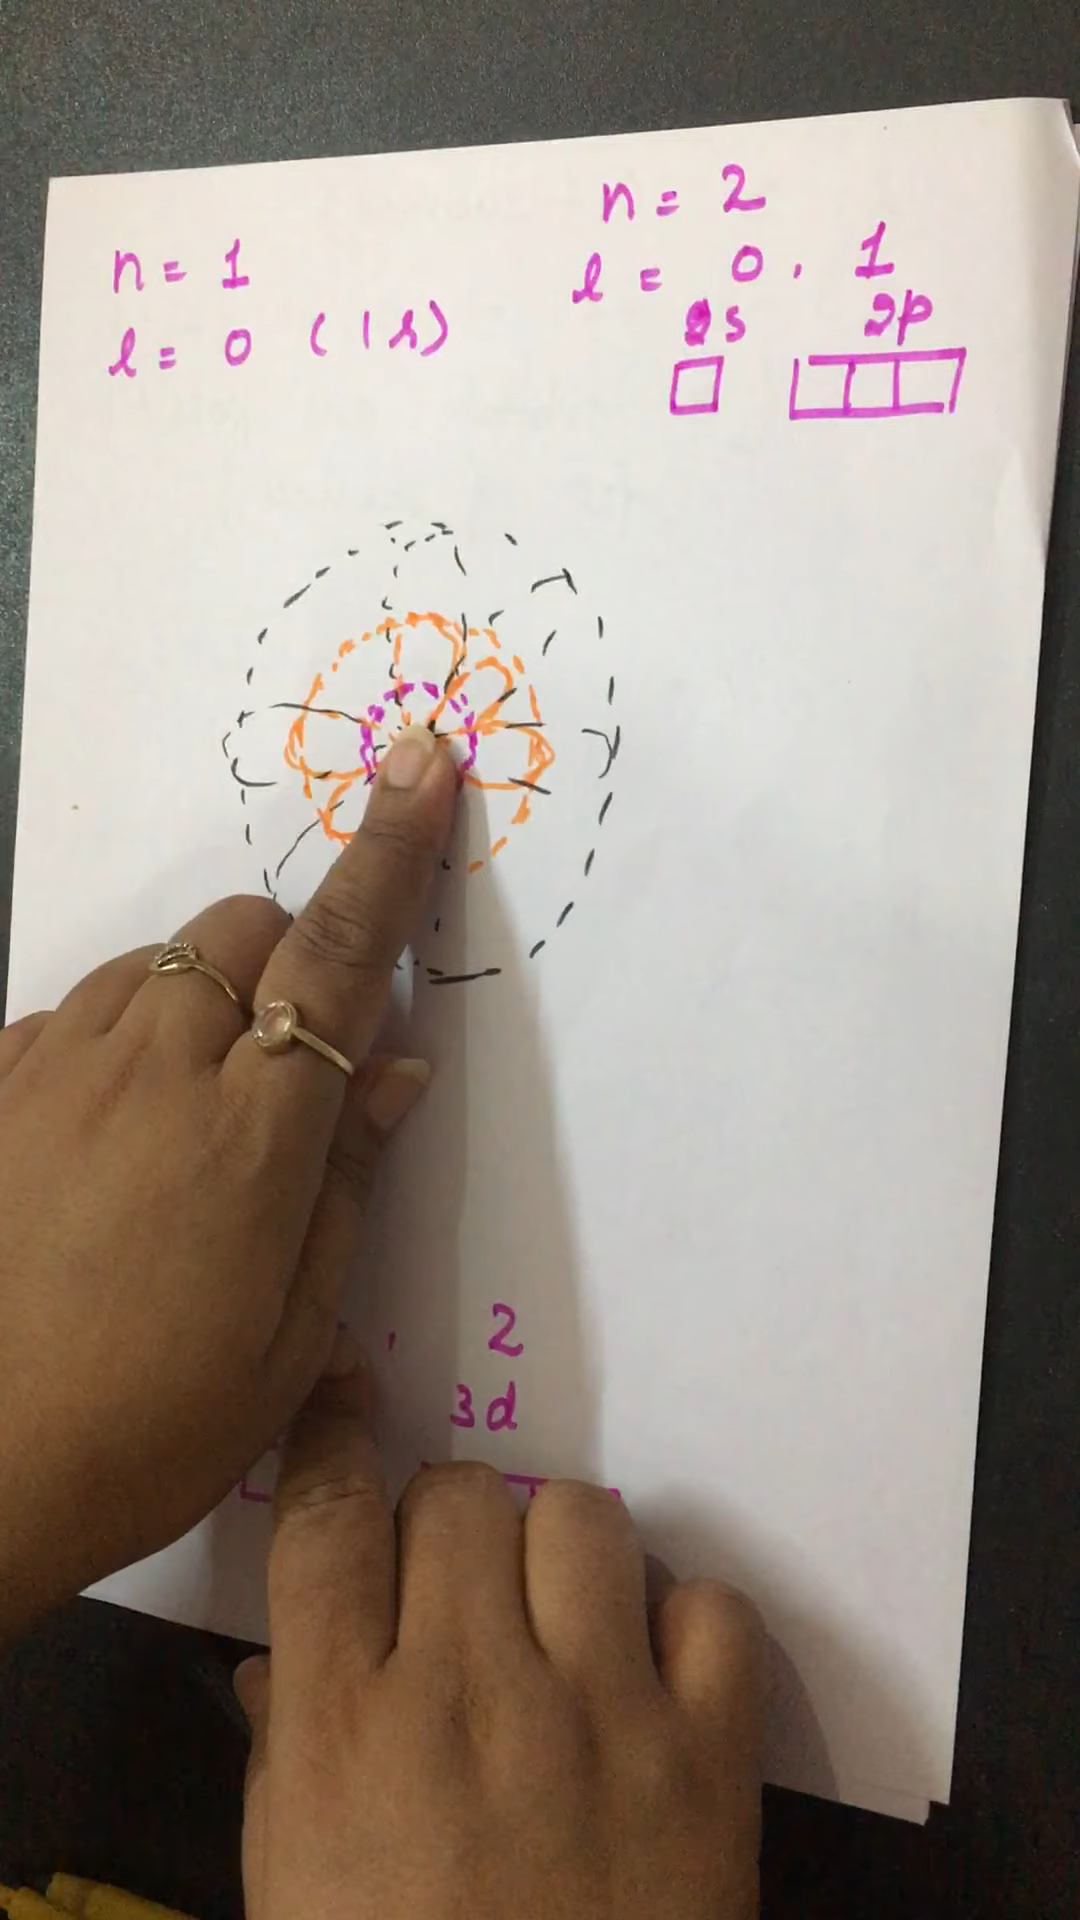 n = 1
l = 0 (1s)
n = 2
l = 0, 1
2s 2p
, 2
3d